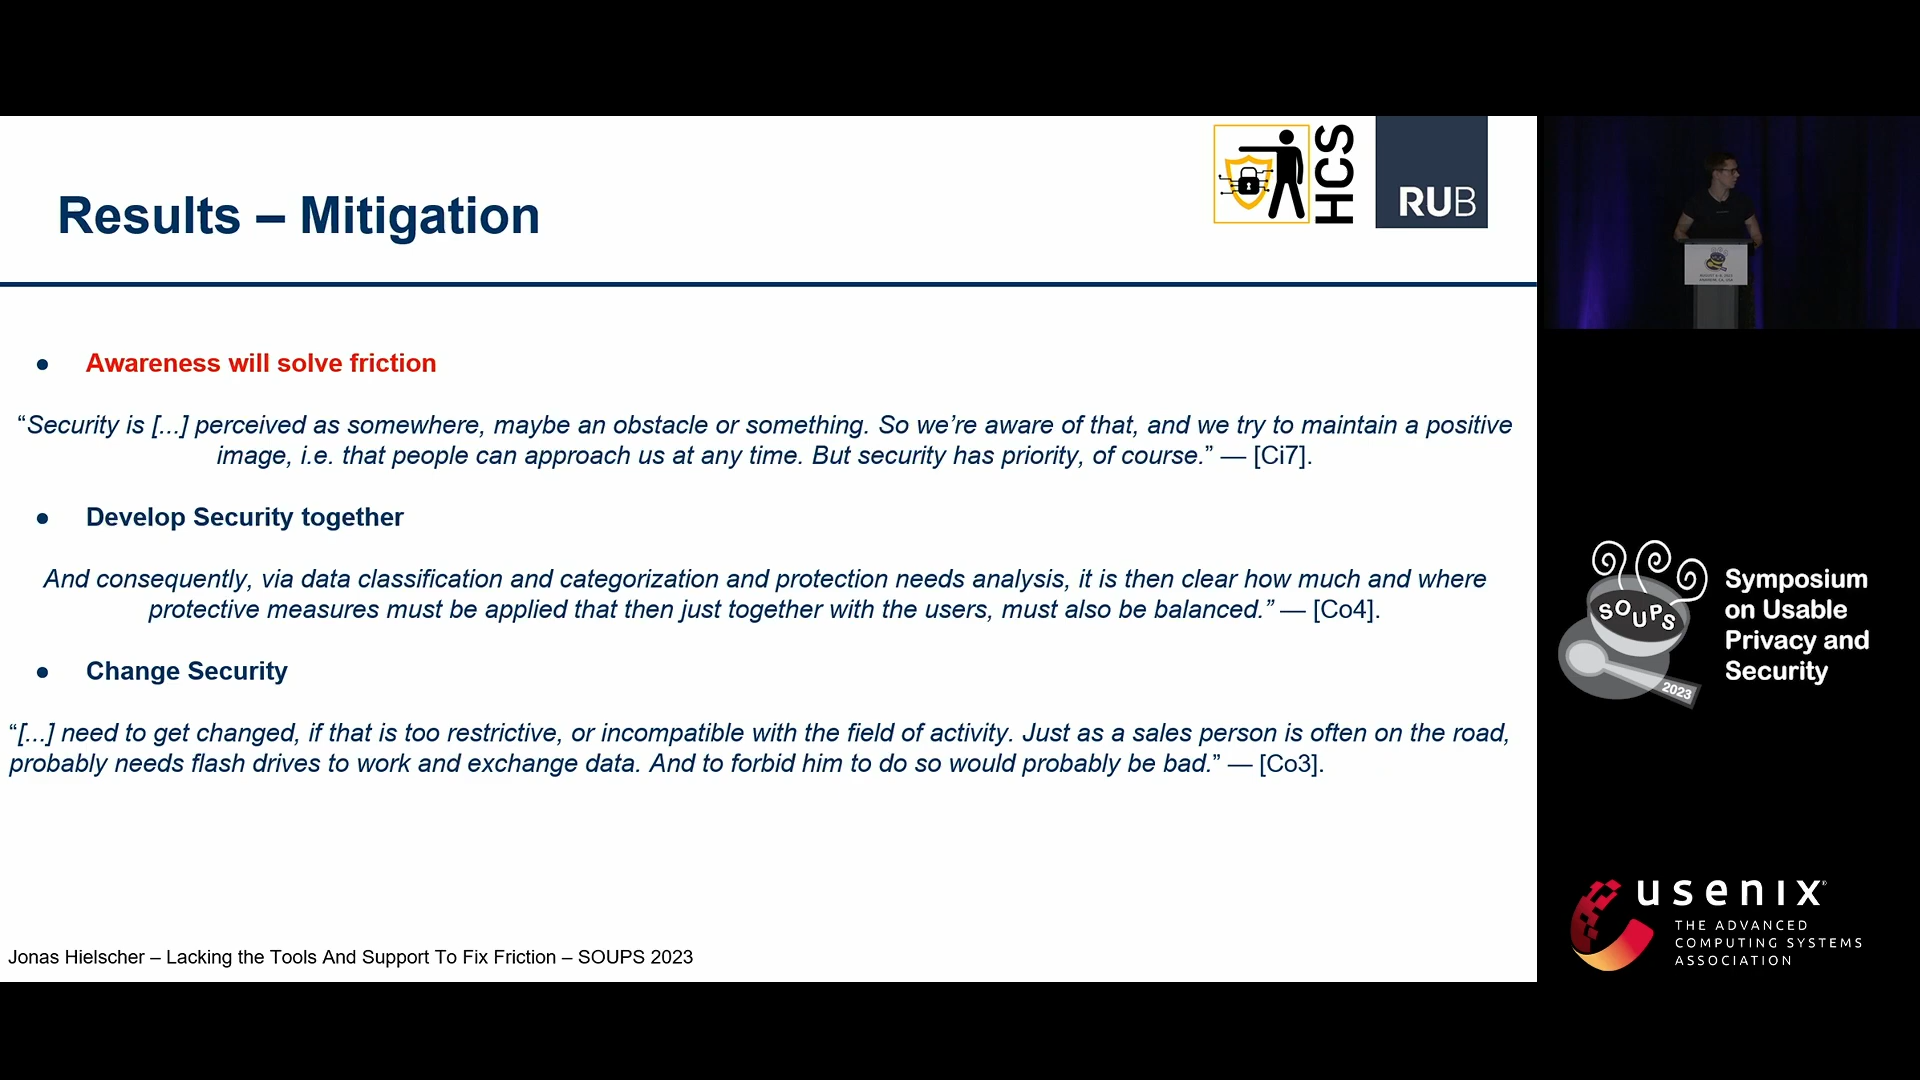 Results – Mitigation
HCS
RUB
● Awareness will solve friction
“Security is [...] perceived as somewhere, maybe an obstacle or something. So we’re aware of that, and we try to maintain a positive
image, i.e. that people can approach us at any time. But security has priority, of course.” — [Ci7].
● Develop Security together
And consequently, via data classification and categorization and protection needs analysis, it is then clear how much and where
protective measures must be applied that then just together with the users, must also be balanced.” — [Co4].
● Change Security
“[...] need to get changed, if that is too restrictive, or incompatible with the field of activity. Just as a sales person is often on the road,
probably needs flash drives to work and exchange data. And to forbid him to do so would probably be bad.” — [Co3].
Jonas Hielscher – Lacking the Tools And Support To Fix Friction – SOUPS 2023
SOUPS
2023
Symposium
on Usable
Privacy and
Security
usenix
THE ADVANCED
COMPUTING SYSTEMS
ASSOCIATION